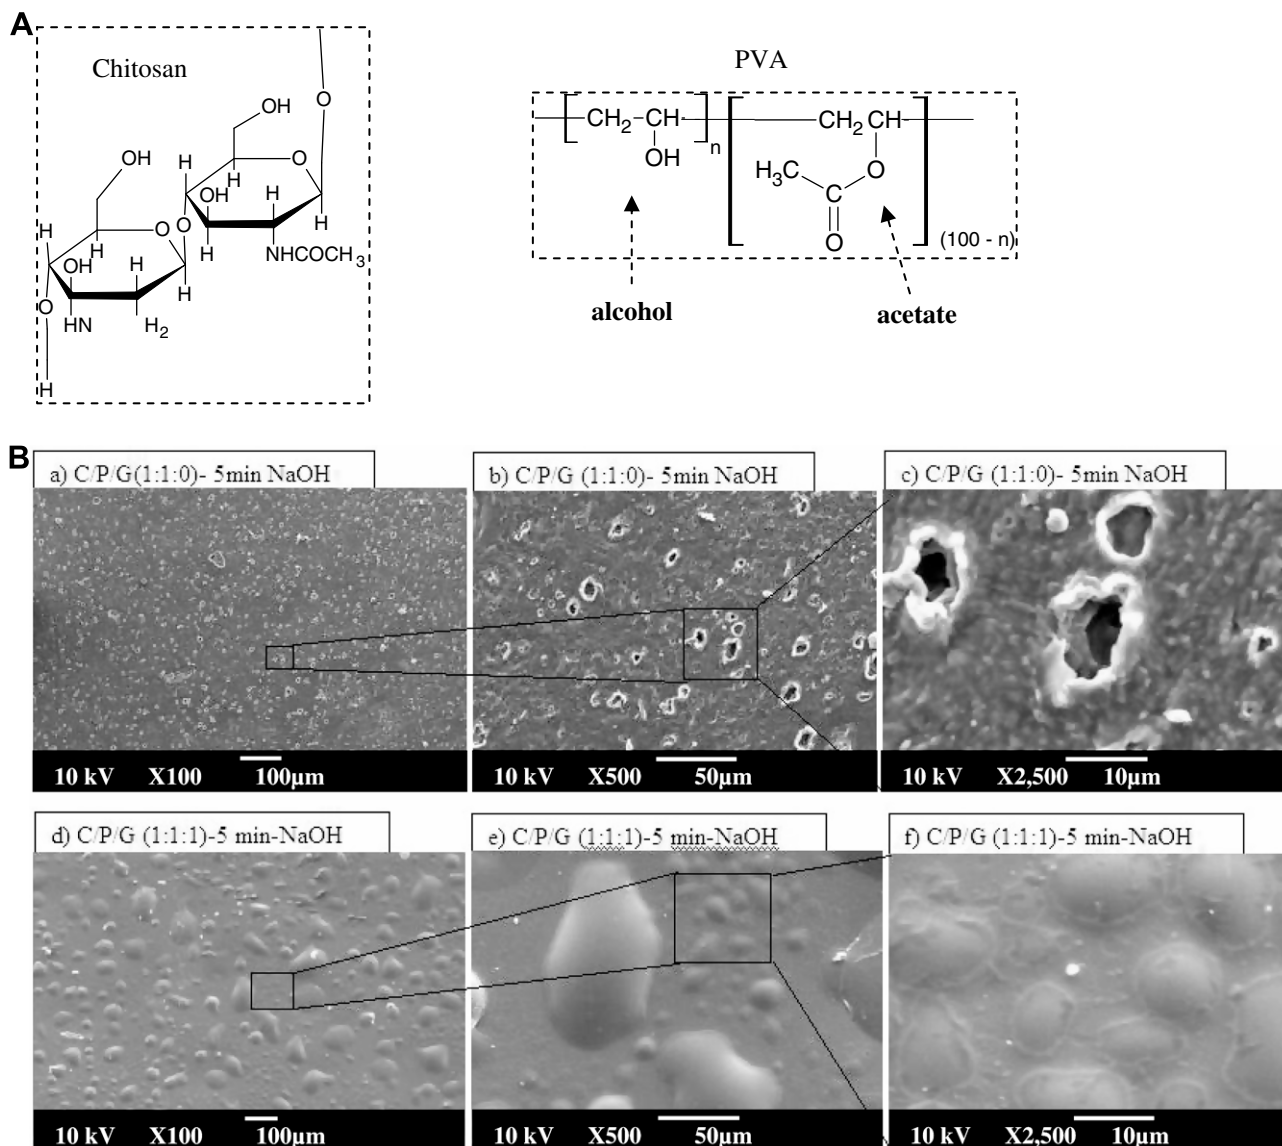 A
Chitosan
PVA
OH
O
OH
H
O
H
OH
H
H
H
O
NHCOCH3
H
O
H
OH
H
H
H
O
HN
H2
H
CH2
CH
OH
n
CH2
CH
O
H3C
C
O
(100 - n)
alcohol
acetate
B
a) C/P/G(1:1:0)- 5min NaOH
b) C/P/G (1:1:0)- 5min NaOH
c) C/P/G (1:1:0)- 5min NaOH
10 kV X100 100µm
10 kV X500 50µm
10 kV X2,500 10µm
d) C/P/G (1:1:1)-5 min-NaOH
e) C/P/G (1:1:1)-5 min-NaOH
f) C/P/G (1:1:1)-5 min-NaOH
10 kV X100 100µm
10 kV X500 50µm
10 kV X2,500 10µm